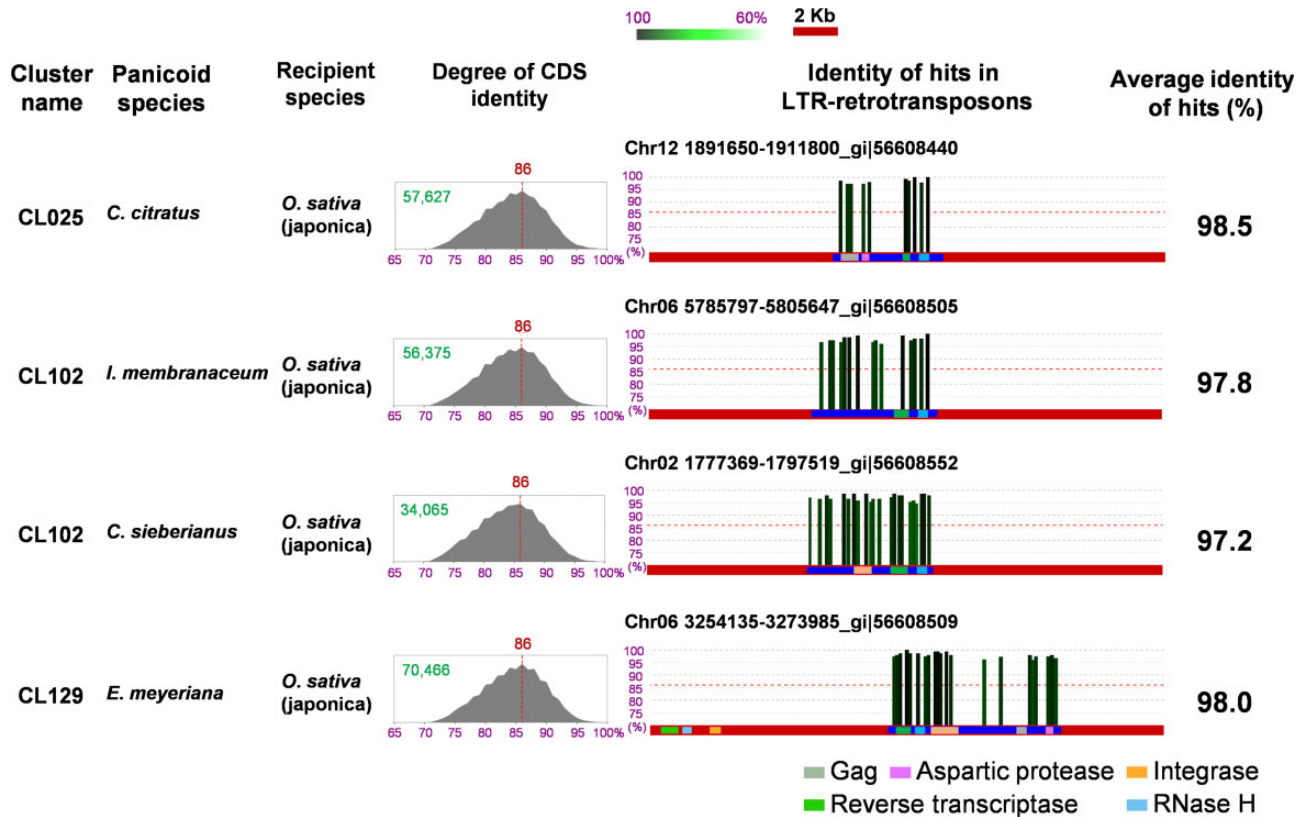 100 60% 2 Kb
Cluster name Panicoid species Recipient species Degree of CDS identity Identity of hits in LTR-retrotransposons Average identity of hits (%)
Chr12 1891650-1911800_gi|56608440
CL025 C. citratus O. sativa (japonica) 57,627 86 98.5
100
95
90
85
80
75
(%)
65 70 75 80 85 90 95 100%
Chr06 5785797-5805647_gi|56608505
CL102 I. membranaceum O. sativa (japonica) 56,375 86 97.8
100
95
90
85
80
75
(%)
65 70 75 80 85 90 95 100%
Chr02 1777369-1797519_gi|56608552
CL102 C. sieberianus O. sativa (japonica) 34,065 86 97.2
100
95
90
85
80
75
(%)
65 70 75 80 85 90 95 100%
Chr06 3254135-3273985_gi|56608509
CL129 E. meyeriana O. sativa (japonica) 70,466 86 98.0
100
95
90
85
80
75
(%)
65 70 75 80 85 90 95 100%
Gag Aspartic protease Integrase
Reverse transcriptase RNase H